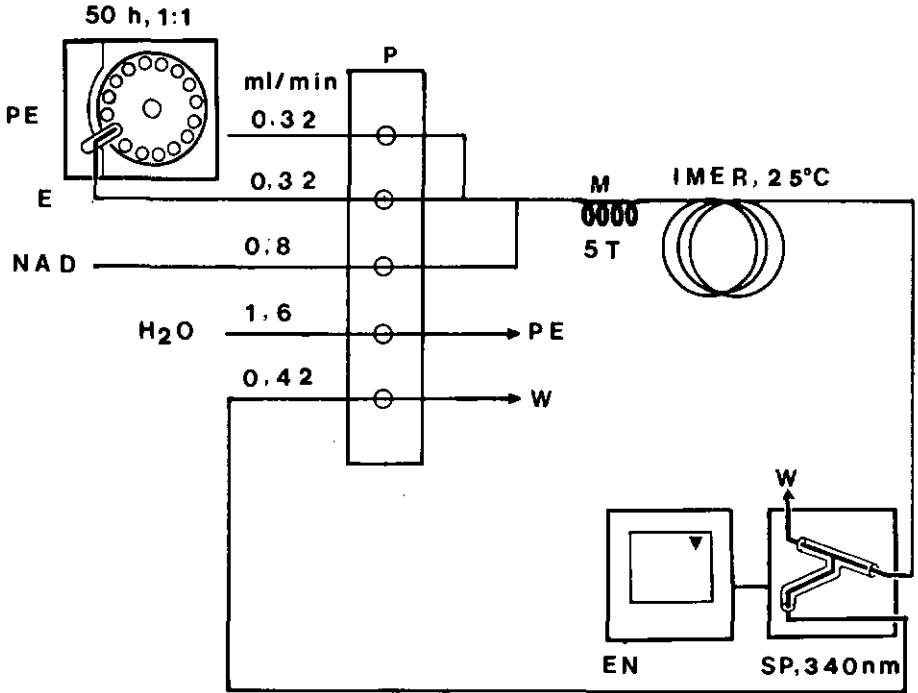 50 h, 1:1
P
ml/min
PE
0,32
E
0,32
M
IMER, 25°C
5T
NAD
0,8
H₂O
1,6
PE
0,42
W
W
EN
SP, 340nm